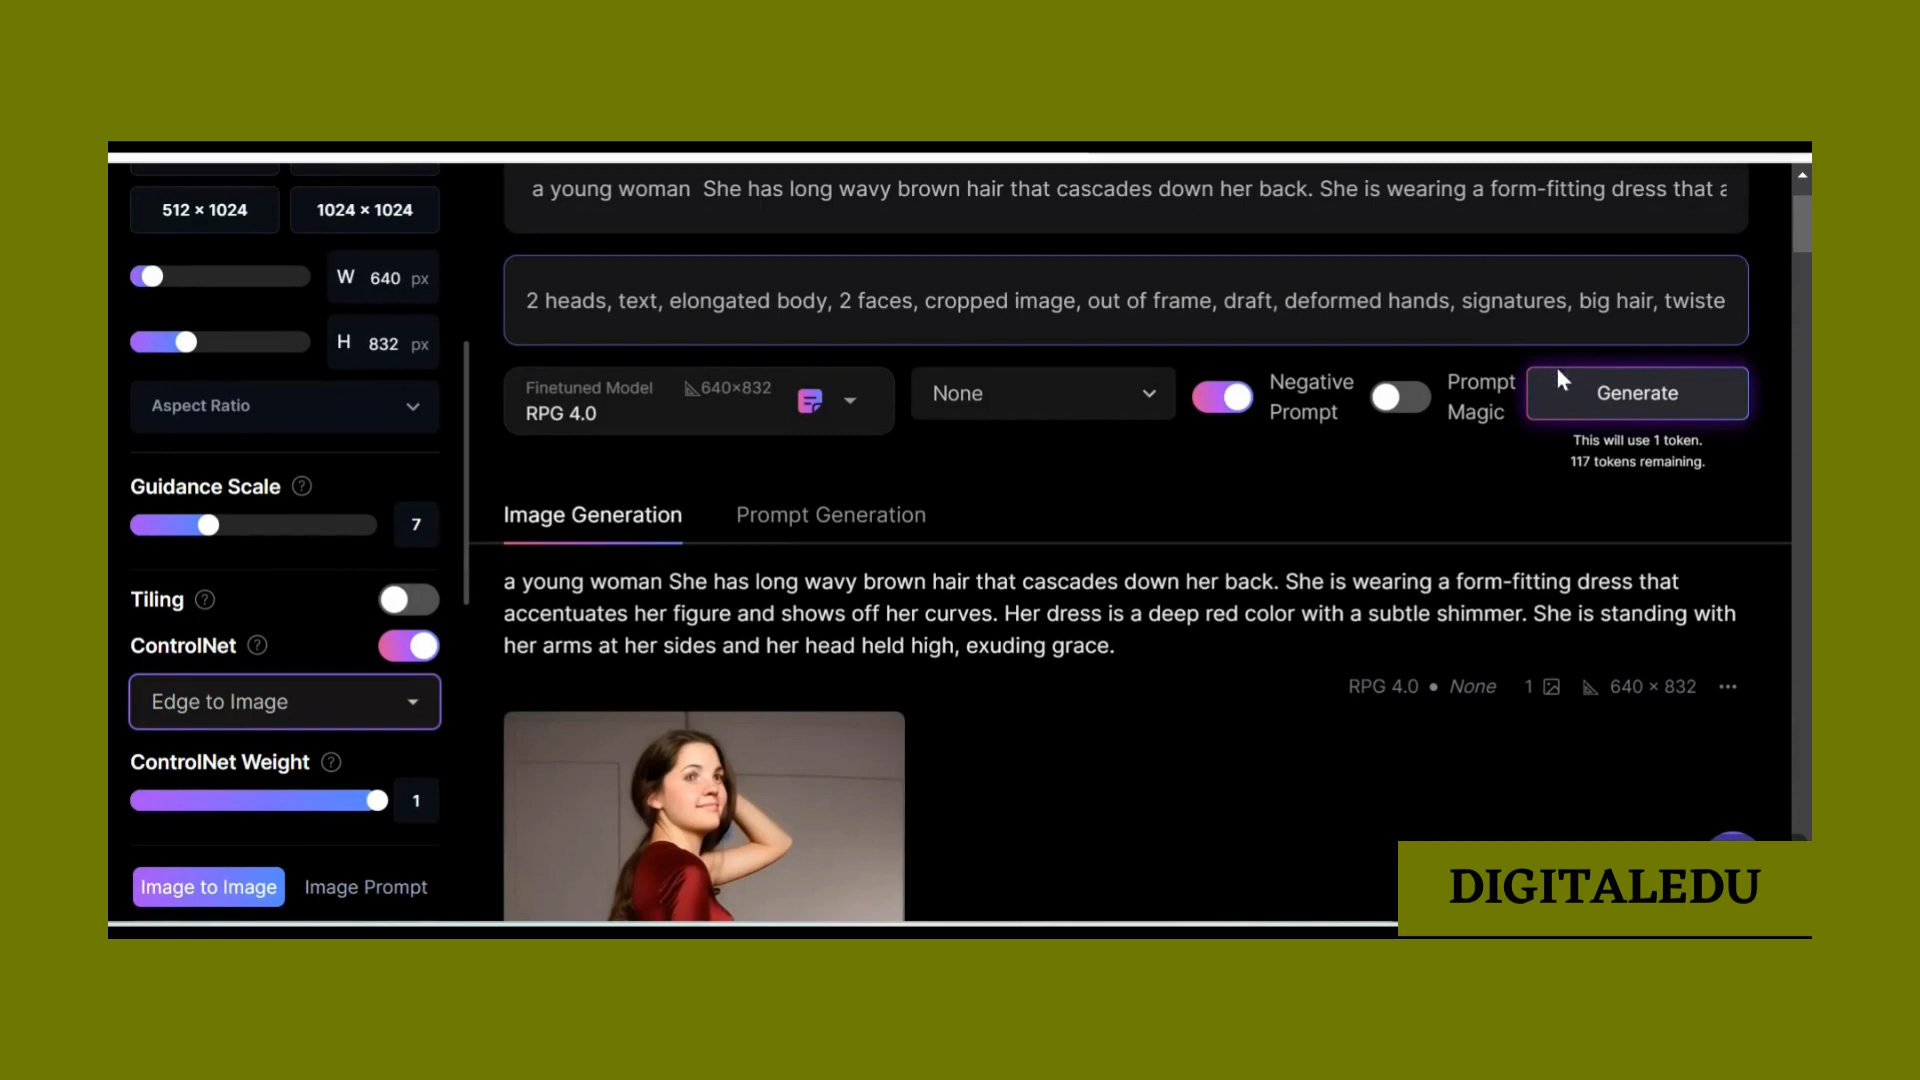 a young woman  She has long wavy brown hair that cascades down her back. She is wearing a form-fitting dress that a
512 × 1024
1024 × 1024
W 640 px
2 heads, text, elongated body, 2 faces, cropped image, out of frame, draft, deformed hands, signatures, big hair, twiste
H 832 px
Aspect Ratio
Finetuned Model 640×832
RPG 4.0
None
Negative
Prompt
Prompt
Magic
Generate
This will use 1 token.
117 tokens remaining.
Guidance Scale ?
7
Image Generation
Prompt Generation
Tiling ?
ControlNet ?
Edge to Image
ControlNet Weight ?
1
Image to Image
Image Prompt
a young woman She has long wavy brown hair that cascades down her back. She is wearing a form-fitting dress that
accentuates her figure and shows off her curves. Her dress is a deep red color with a subtle shimmer. She is standing with
her arms at her sides and her head held high, exuding grace.
RPG 4.0 • None 1 640 × 832 •••
DIGITALEDU